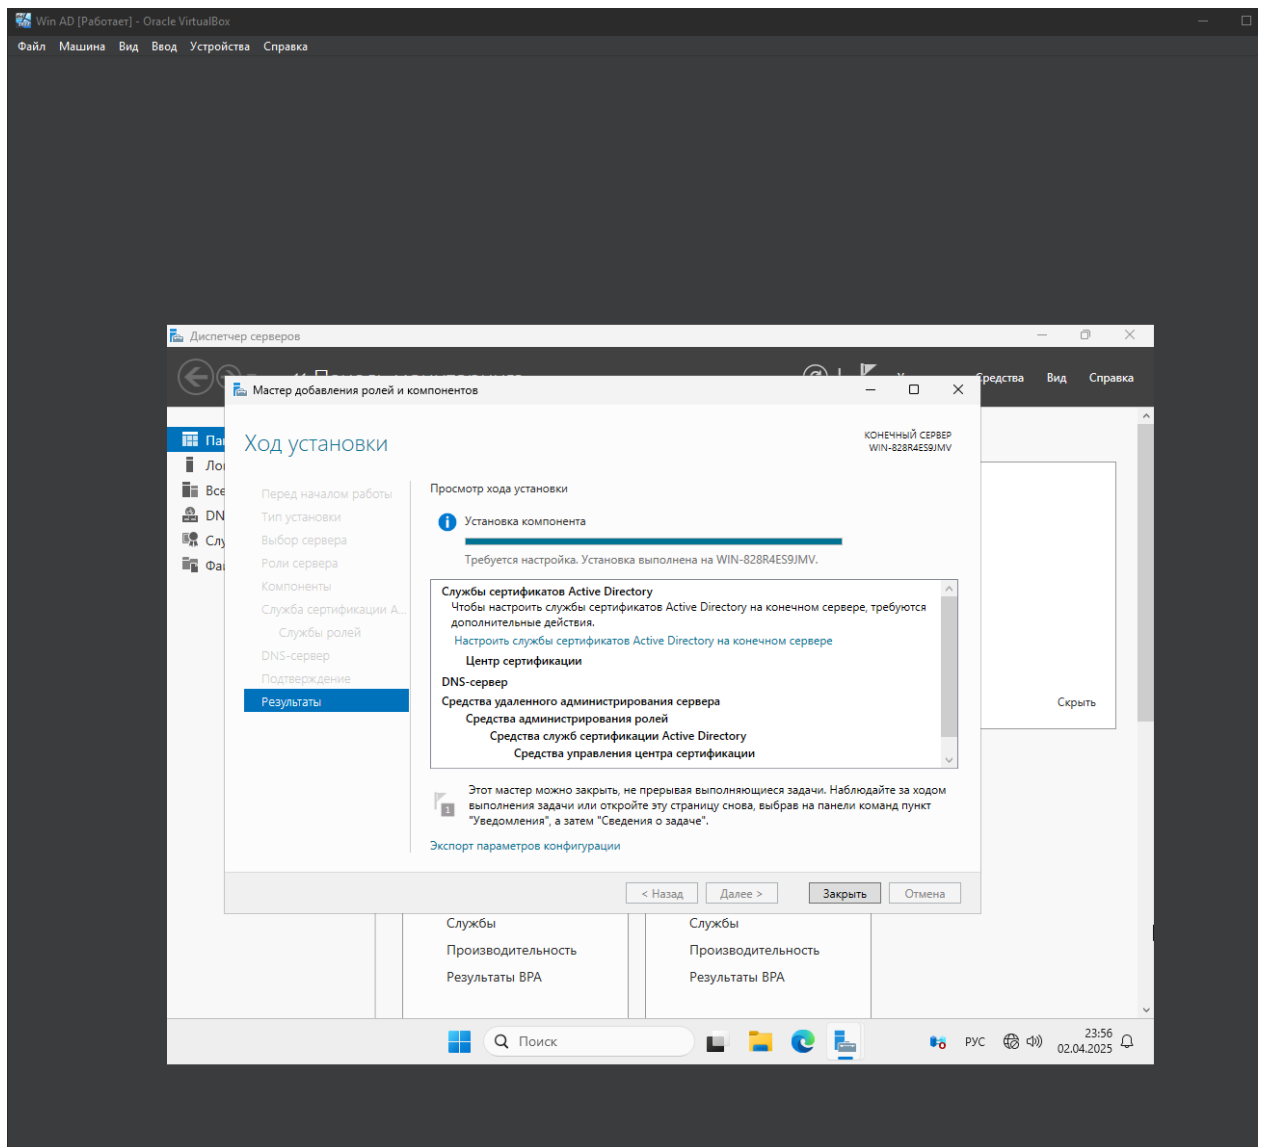 Win AD [Работает] - Oracle VirtualBox
Файл Машина Вид Ввод Устройства Справка
Диспетчер серверов
Средства Вид Справка
Мастер добавления ролей и компонентов
Ход установки
КОНЕЧНЫЙ СЕРВЕР
WIN-828R4ES9JMV
Перед началом работы
Тип установки
Выбор сервера
Роли сервера
Компоненты
Служба сертификации A...
Службы ролей
DNS-сервер
Подтверждение
Результаты
Просмотр хода установки
Установка компонента
Требуется настройка. Установка выполнена на WIN-828R4ES9JMV.
Службы сертификатов Active Directory
Чтобы настроить службы сертификатов Active Directory на конечном сервере, требуются
дополнительные действия.
Настроить службы сертификатов Active Directory на конечном сервере
Центр сертификации
DNS-сервер
Средства удаленного администрирования сервера
Средства администрирования ролей
Средства служб сертификации Active Directory
Средства управления центра сертификации
Этот мастер можно закрыть, не прерывая выполняющиеся задачи. Наблюдайте за ходом
выполнения задачи или откройте эту страницу снова, выбрав на панели команд пункт
"Уведомления", а затем "Сведения о задаче".
1
Экспорт параметров конфигурации
< Назад Далее > Закрыть Отмена
Скрыть
DN
Службы Службы
Производительность Производительность
Результаты BPA Результаты BPA
Поиск
РУС
23:56
02.04.2025